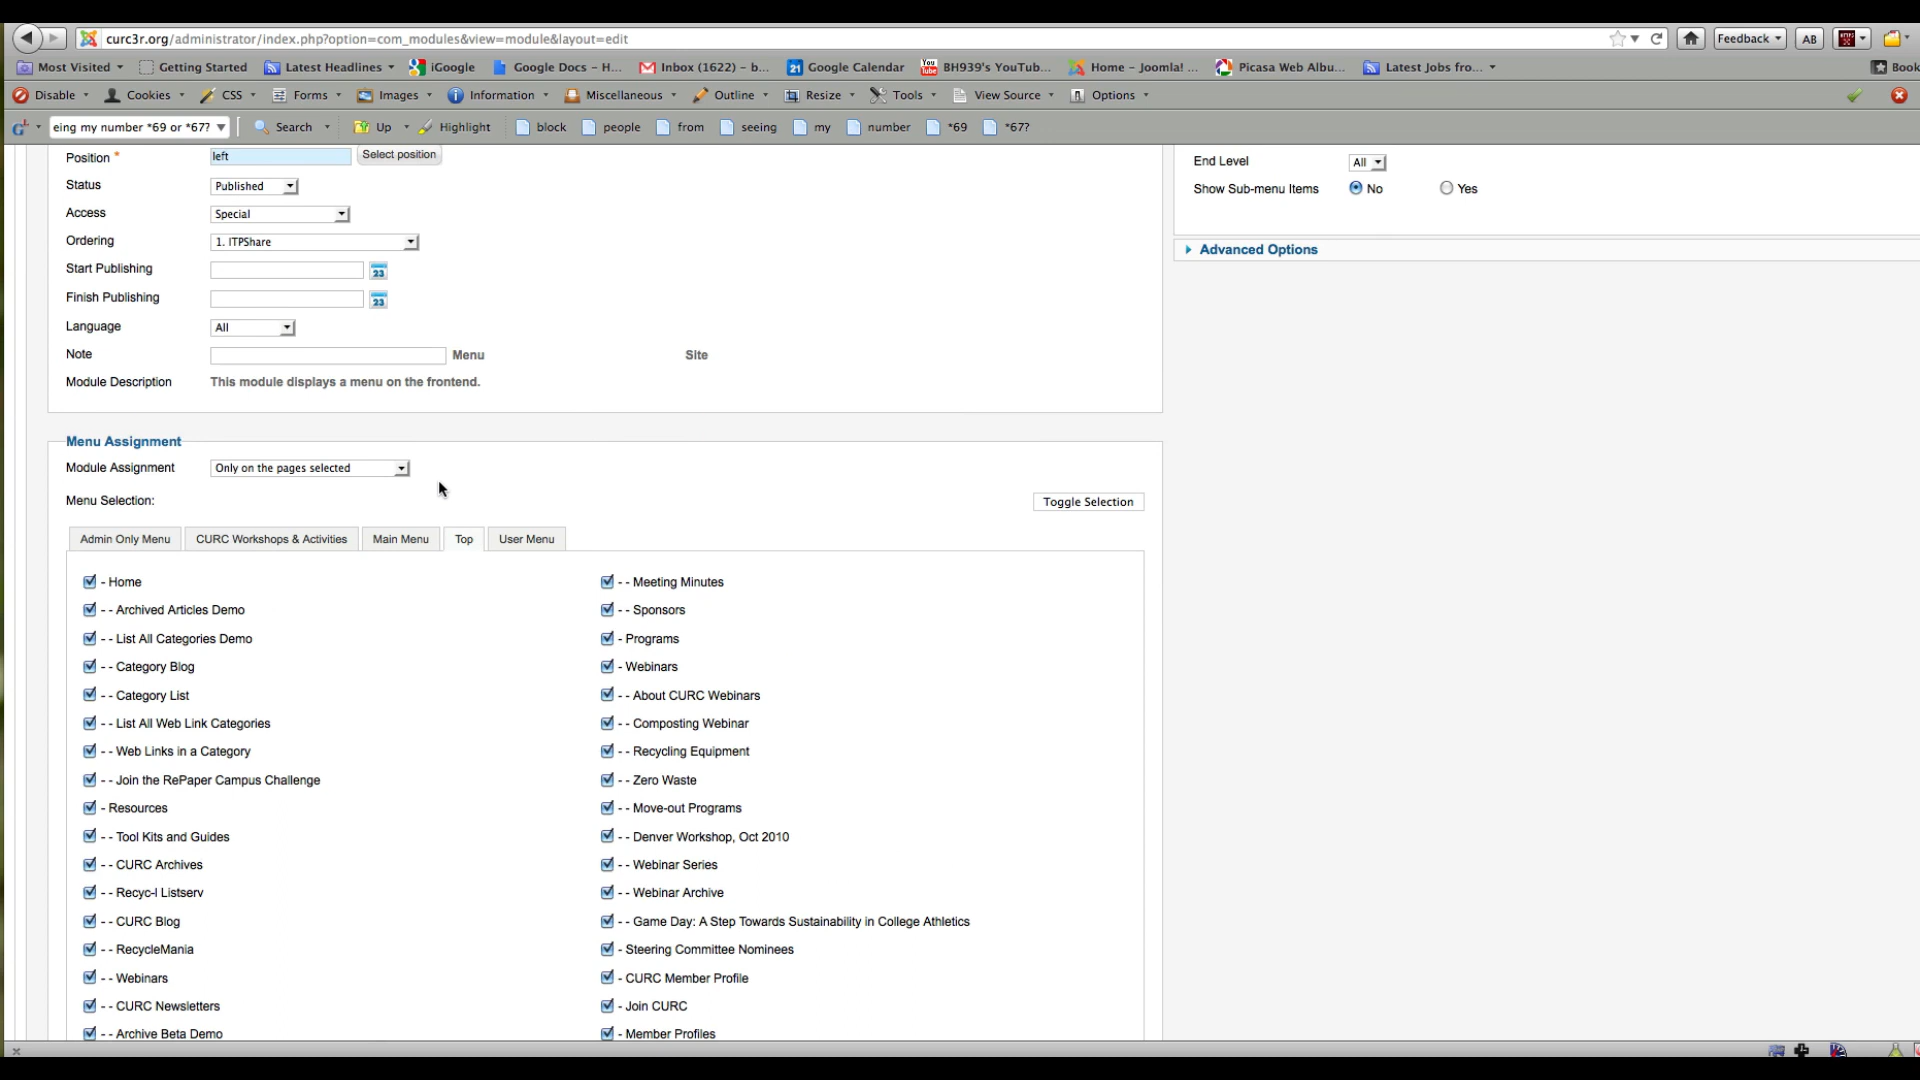 curc3r.org/administrator/index.php?option=com_modules&view=module&layout=edit Feedback AB
Most Visited Getting Started Latest Headlines iGoogle Google Docs – H... Inbox (1622) – b... 21 Google Calendar You Tube BH939's YouTub... Home – Joomla! ... Picasa Web Albu... Latest Jobs fro... Book
Disable Cookies CSS Forms Images Information Miscellaneous Outline Resize Tools View Source Options
eing my number *69 or *67? Search Up Highlight block people from seeing my number *69 *67?
Position * left Select position
End Level All
Status Published
Show Sub-menu Items No Yes
Access Special
Ordering 1. ITPShare
Advanced Options
Start Publishing 23
Finish Publishing 23
Language All
Note Menu Site
Module Description This module displays a menu on the frontend.
Menu Assignment
Module Assignment Only on the pages selected
Menu Selection: Toggle Selection
Admin Only Menu CURC Workshops & Activities Main Menu Top User Menu
- Home - - Meeting Minutes
- - Archived Articles Demo - - Sponsors
- - List All Categories Demo - Programs
- - Category Blog - Webinars
- - Category List - - About CURC Webinars
- - List All Web Link Categories - - Composting Webinar
- - Web Links in a Category - - Recycling Equipment
- - Join the RePaper Campus Challenge - - Zero Waste
- Resources - - Move-out Programs
- - Tool Kits and Guides - - Denver Workshop, Oct 2010
- - CURC Archives - - Webinar Series
- - Recyc-l Listserv - - Webinar Archive
- - CURC Blog - - Game Day: A Step Towards Sustainability in College Athletics
- - RecycleMania - Steering Committee Nominees
- - Webinars - CURC Member Profile
- - CURC Newsletters - Join CURC
- - Archive Beta Demo - Member Profiles